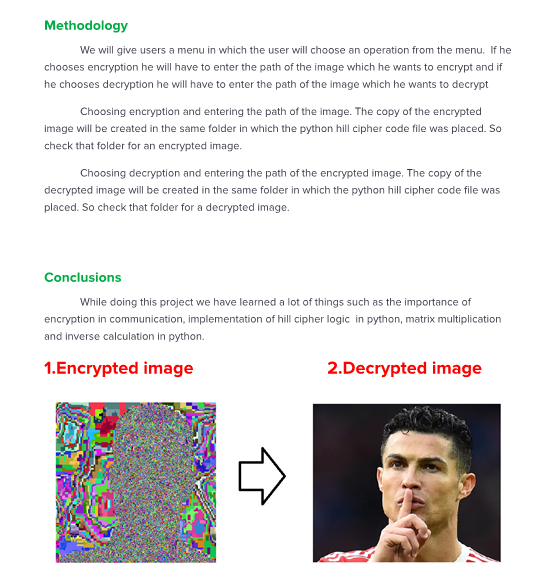 Methodology
We will give users a menu in which the user will choose an operation from the menu. If he
chooses encryption he will have to enter the path of the image which he wants to encrypt and if
he chooses decryption he will have to enter the path of the image which he wants to decrypt
Choosing encryption and entering the path of the image. The copy of the encrypted
image will be created in the same folder in which the python hill cipher code file was placed. So
check that folder for an encrypted image.
Choosing decryption and entering the path of the encrypted image. The copy of the
decrypted image will be created in the same folder in which the python hill cipher code file was
placed. So check that folder for a decrypted image.
Conclusions
While doing this project we have learned a lot of things such as the importance of
encryption in communication, implementation of hill cipher logic in python, matrix multiplication
and inverse calculation in python.
1.Encrypted image
2.Decrypted image